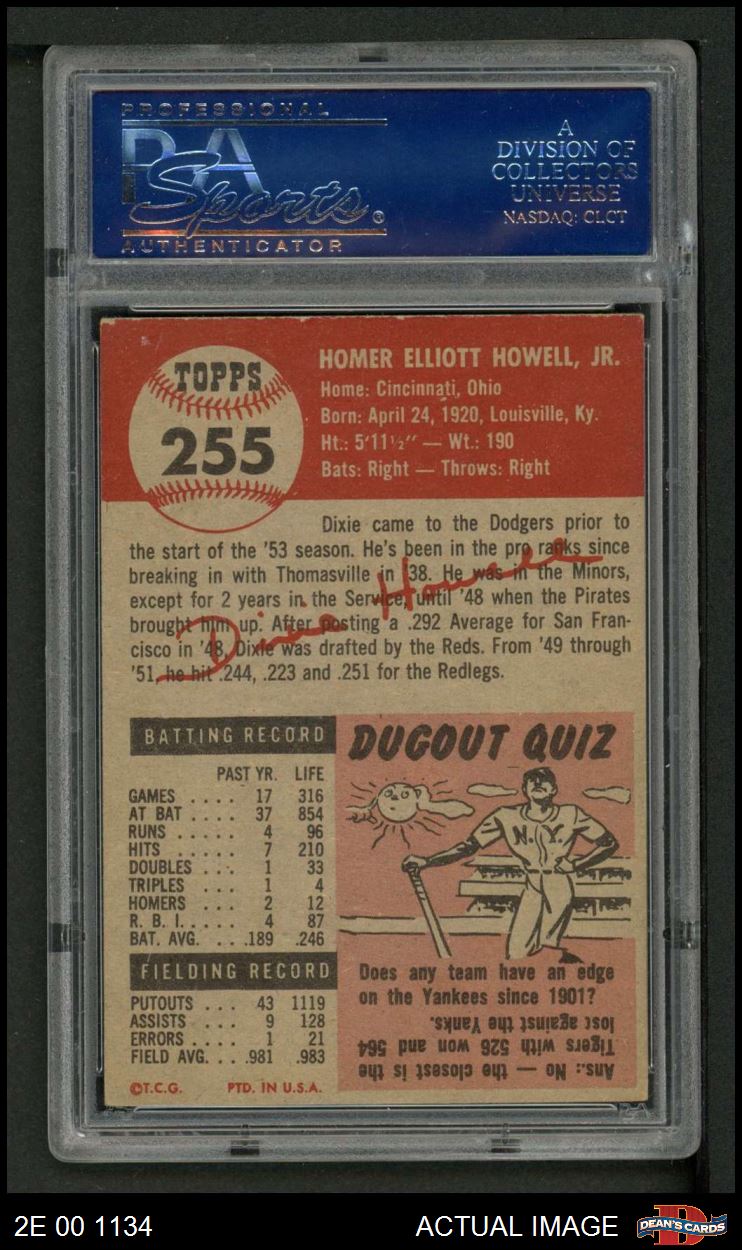 PROFESSIONAL
PSA
Sports®
AUTHENTICATOR
A
DIVISION OF
COLLECTORS
UNIVERSE
NASDAQ: CLCT
TOPPS
255
HOMER ELLIOTT HOWELL, JR.
Home: Cincinnati, Ohio
Born: April 24, 1920, Louisville, Ky.
Ht.: 5'11½" — Wt.: 190
Bats: Right — Throws: Right
Dixie came to the Dodgers prior to
the start of the '53 season. He's been in the pro ranks since
breaking in with Thomasville in '38. He was in the Minors,
except for 2 years in the Service, until '48 when the Pirates
brought him up. After posting a .292 Average for San Fran-
cisco in '48, Dixie was drafted by the Reds. From '49 through
'51, he hit .244, .223 and .251 for the Redlegs.
Dixie Howell
BATTING RECORD
PAST YR. LIFE
GAMES .... 17 316
AT BAT .... 37 854
RUNS ..... 4 96
HITS ..... 7 210
DOUBLES ... 1 33
TRIPLES ... 1 4
HOMERS ... 2 12
R. B. I. .... 4 87
BAT. AVG. ... .189 .246
FIELDING RECORD
PUTOUTS ... 43 1119
ASSISTS ... 9 128
ERRORS .... 1 21
FIELD AVG. .. .981 .983
©T.C.G. PTD. IN U.S.A.
DUGOUT QUIZ
N.Y.
Does any team have an edge
on the Yankees since 1901?
Ans.: No — the closest is the
Tigers with 526 won and 564
lost against the Yanks.
2E 00 1134
ACTUAL IMAGE
D
DEAN'S CARDS